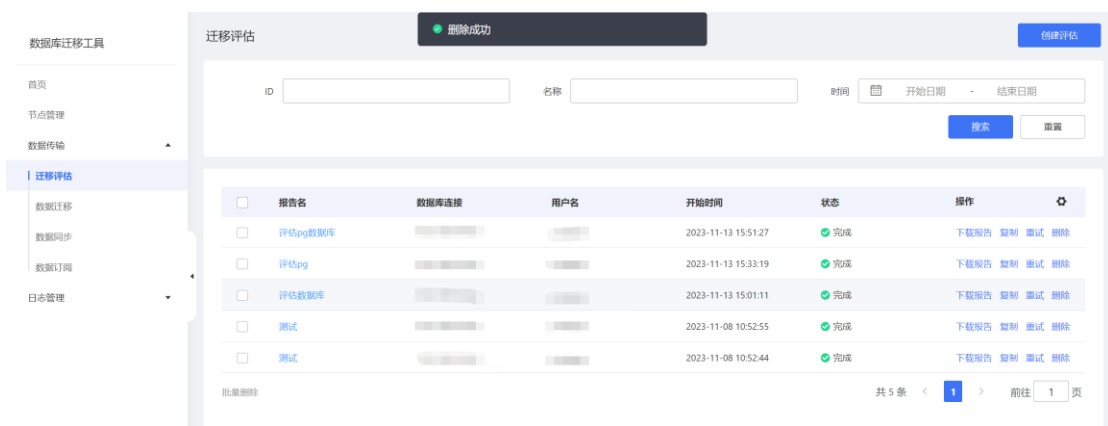 删除成功
数据库迁移工具
迁移评估
创建评估
首页
节点管理
数据传输
迁移评估
数据迁移
数据同步
数据订阅
日志管理
ID
名称
时间 开始日期 - 结束日期
搜索 重置
报告名 数据库连接 用户名 开始时间 状态 操作
评估pg数据库 2023-11-13 15:51:27 完成 下载报告 复制 重试 删除
评估pg 2023-11-13 15:33:19 完成 下载报告 复制 重试 删除
评估数据库 2023-11-13 15:01:11 完成 下载报告 复制 重试 删除
测试 2023-11-08 10:52:55 完成 下载报告 复制 重试 删除
测试 2023-11-08 10:52:44 完成 下载报告 复制 重试 删除
批量删除 共 5 条 < 1 > 前往 1 页